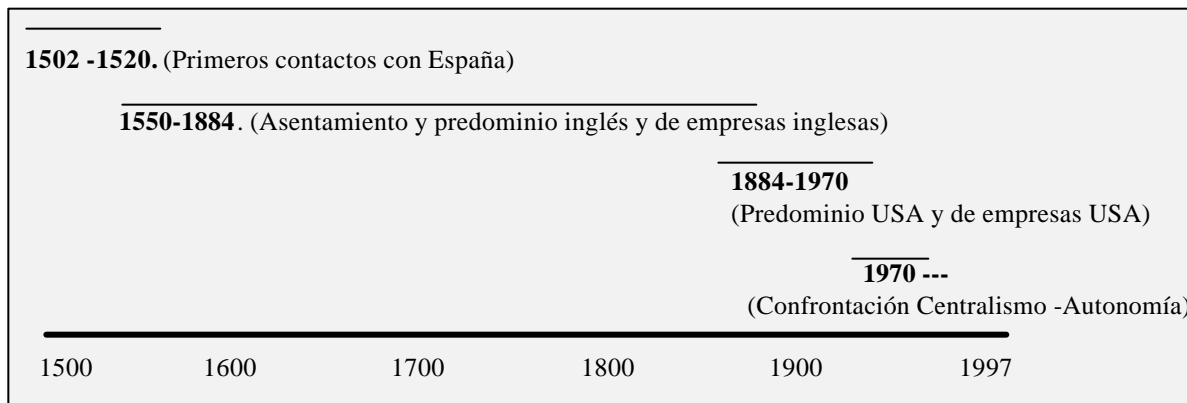 1502 -1520. (Primeros contactos con España)
1550-1884. (Asentamiento y predominio inglés y de empresas inglesas)
1884-1970
(Predominio USA y de empresas USA)
1970 ---
(Confrontación Centralismo -Autonomía)
1500 1600 1700 1800 1900 1997